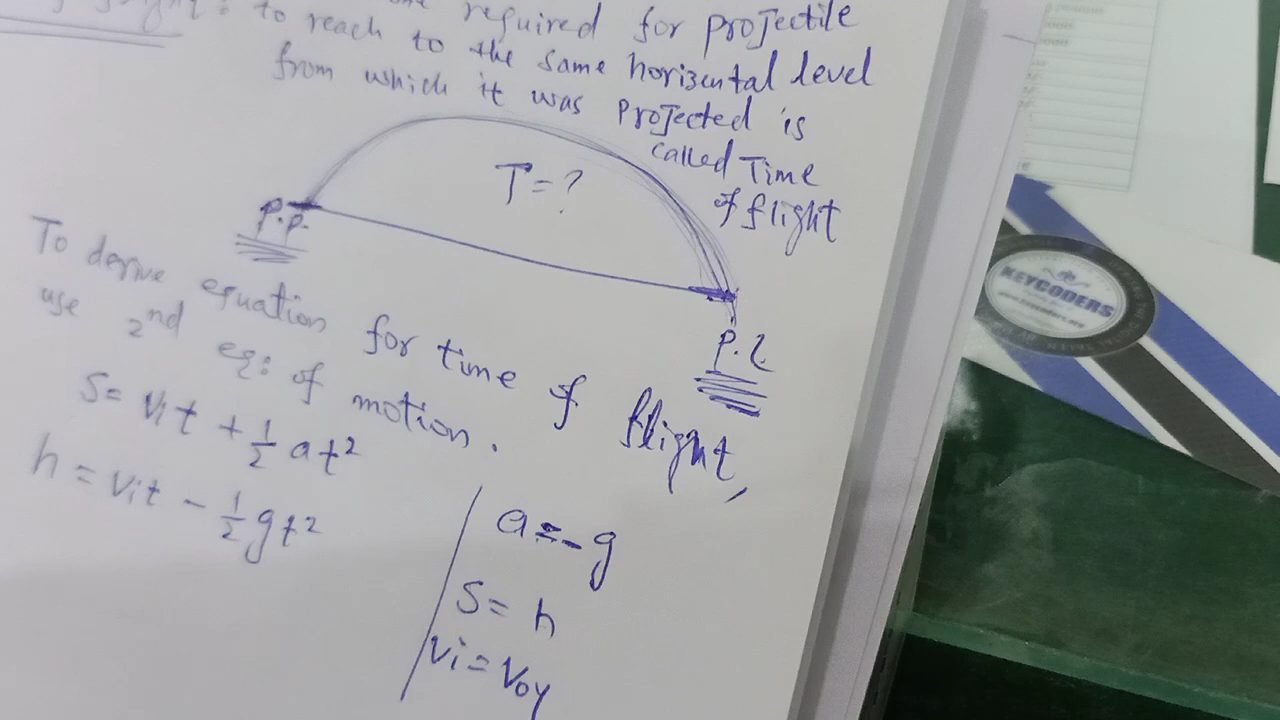 required for projectile
to reach to the same horizental level
from which it was projected is
called Time
of flight
T = ?
P.P.
P.L
To derive equation for time of flight,
use 2nd eq: of motion.
S = Vit + 1/2 at²
h = Vit - 1/2 gt²
a = - g
S = h
Vi = Voy
KEYCODERS